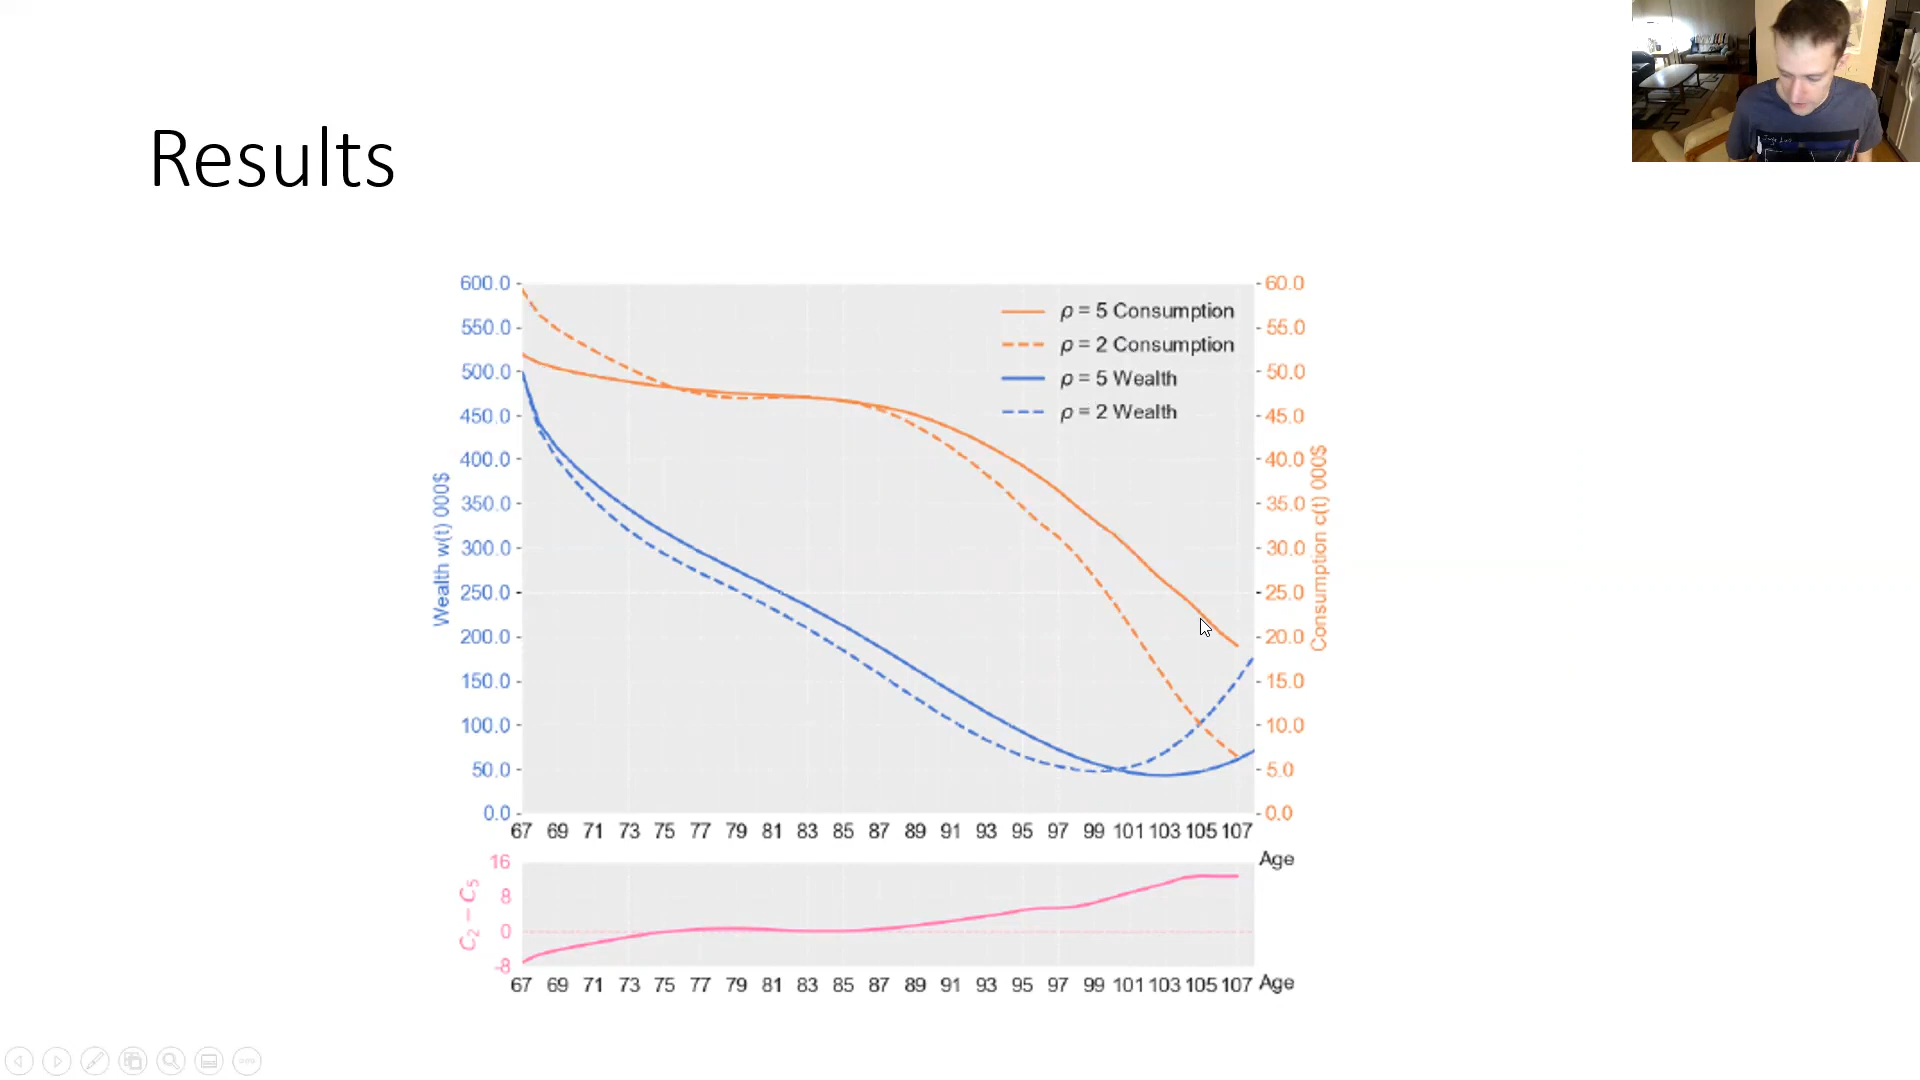 Results
600.0
550.0
500.0
450.0
400.0
350.0
300.0
250.0
200.0
150.0
100.0
50.0
0.0
Wealth w(t) 000$
ρ = 5 Consumption
ρ = 2 Consumption
ρ = 5 Wealth
ρ = 2 Wealth
60.0
55.0
50.0
45.0
40.0
35.0
30.0
25.0
20.0
15.0
10.0
5.0
0.0
Consumption c(t) 000$
67 69 71 73 75 77 79 81 83 85 87 89 91 93 95 97 99 101 103 105 107
Age
16
8
0
-8
C₂ − C₅
67 69 71 73 75 77 79 81 83 85 87 89 91 93 95 97 99 101 103 105 107 Age